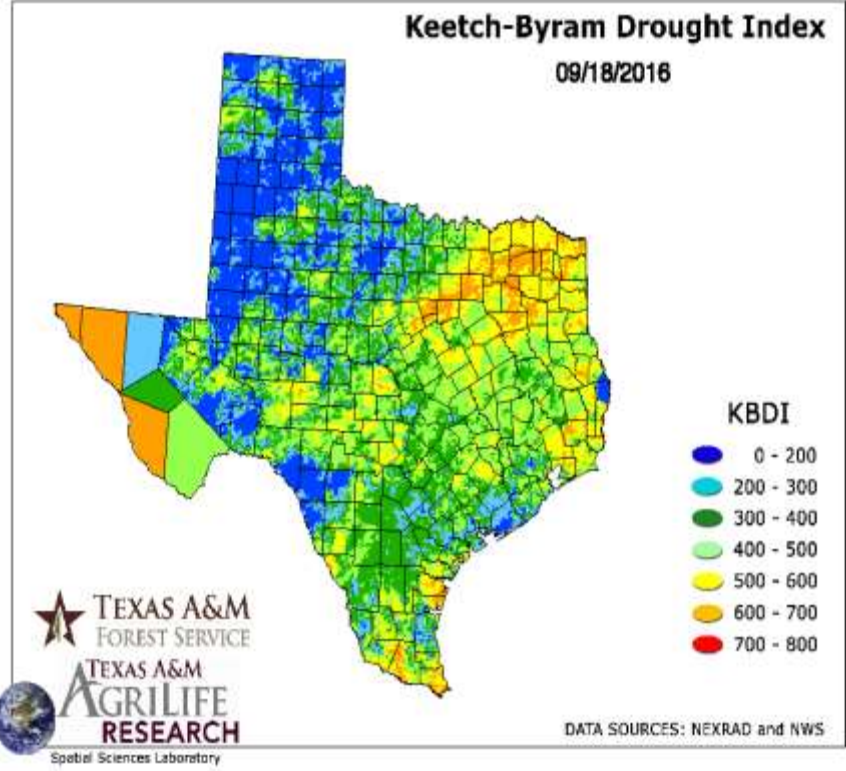 Keetch-Byram Drought Index
09/18/2016
KBDI
0 - 200
200 - 300
300 - 400
400 - 500
500 - 600
600 - 700
700 - 800
TEXAS A&M
FOREST SERVICE
TEXAS A&M
AGRILIFE
RESEARCH
Spatial Sciences Laboratory
DATA SOURCES: NEXRAD and NWS